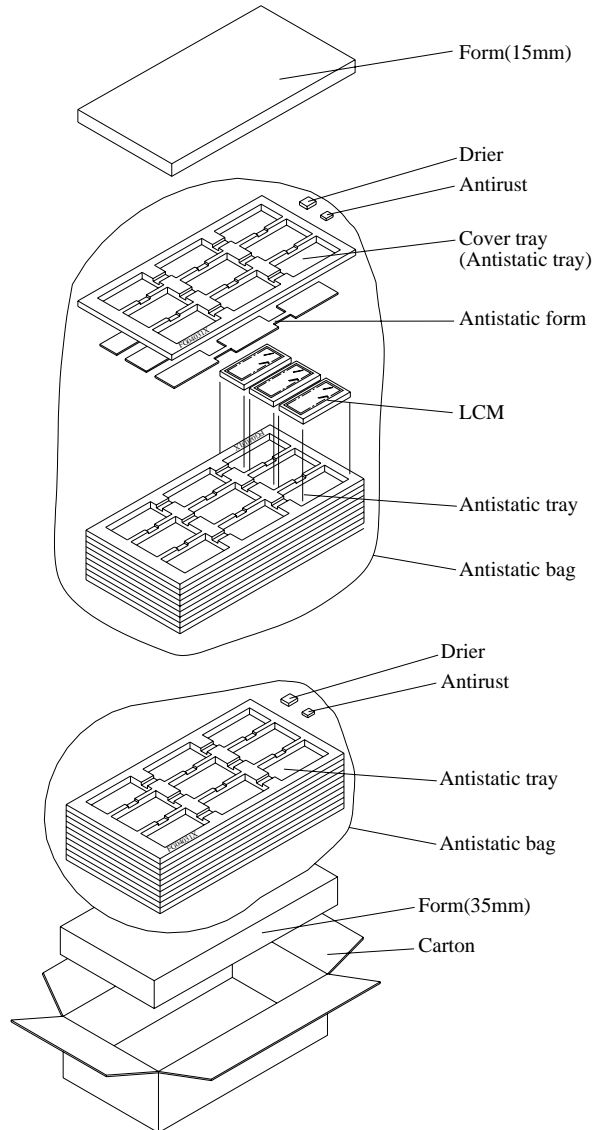 Form(15mm)
Drier
Antirust
Cover tray
(Antistatic tray)
Antistatic form
LCM
Antistatic tray
Antistatic bag
Drier
Antirust
Antistatic tray
Antistatic bag
Form(35mm)
Carton